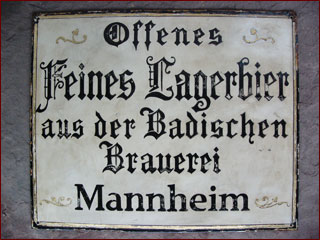 Offenes
Feines Lagerbier
aus der Badischen
Brauerei
Mannheim